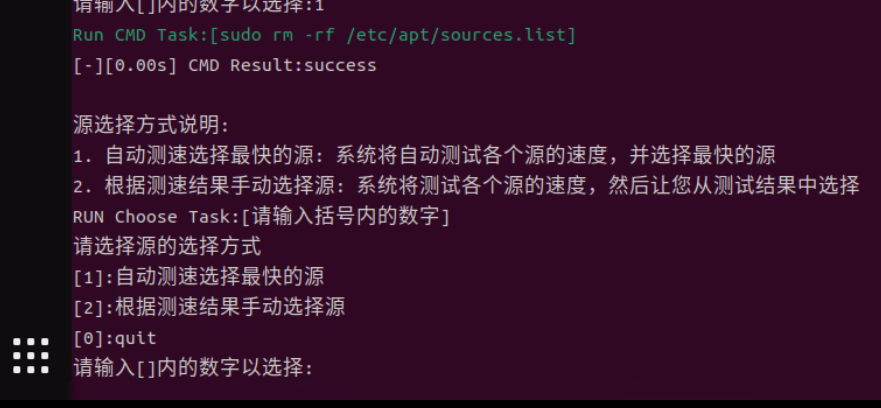 请输入[]内的数字以选择:1
Run CMD Task:[sudo rm -rf /etc/apt/sources.list]
[-][0.00s] CMD Result:success
源选择方式说明:
1. 自动测速选择最快的源: 系统将自动测试各个源的速度，并选择最快的源
2. 根据测速结果手动选择源: 系统将测试各个源的速度，然后让您从测试结果中选择
RUN Choose Task:[请输入括号内的数字]
请选择源的选择方式
[1]:自动测速选择最快的源
[2]:根据测速结果手动选择源
[0]:quit
请输入[]内的数字以选择: